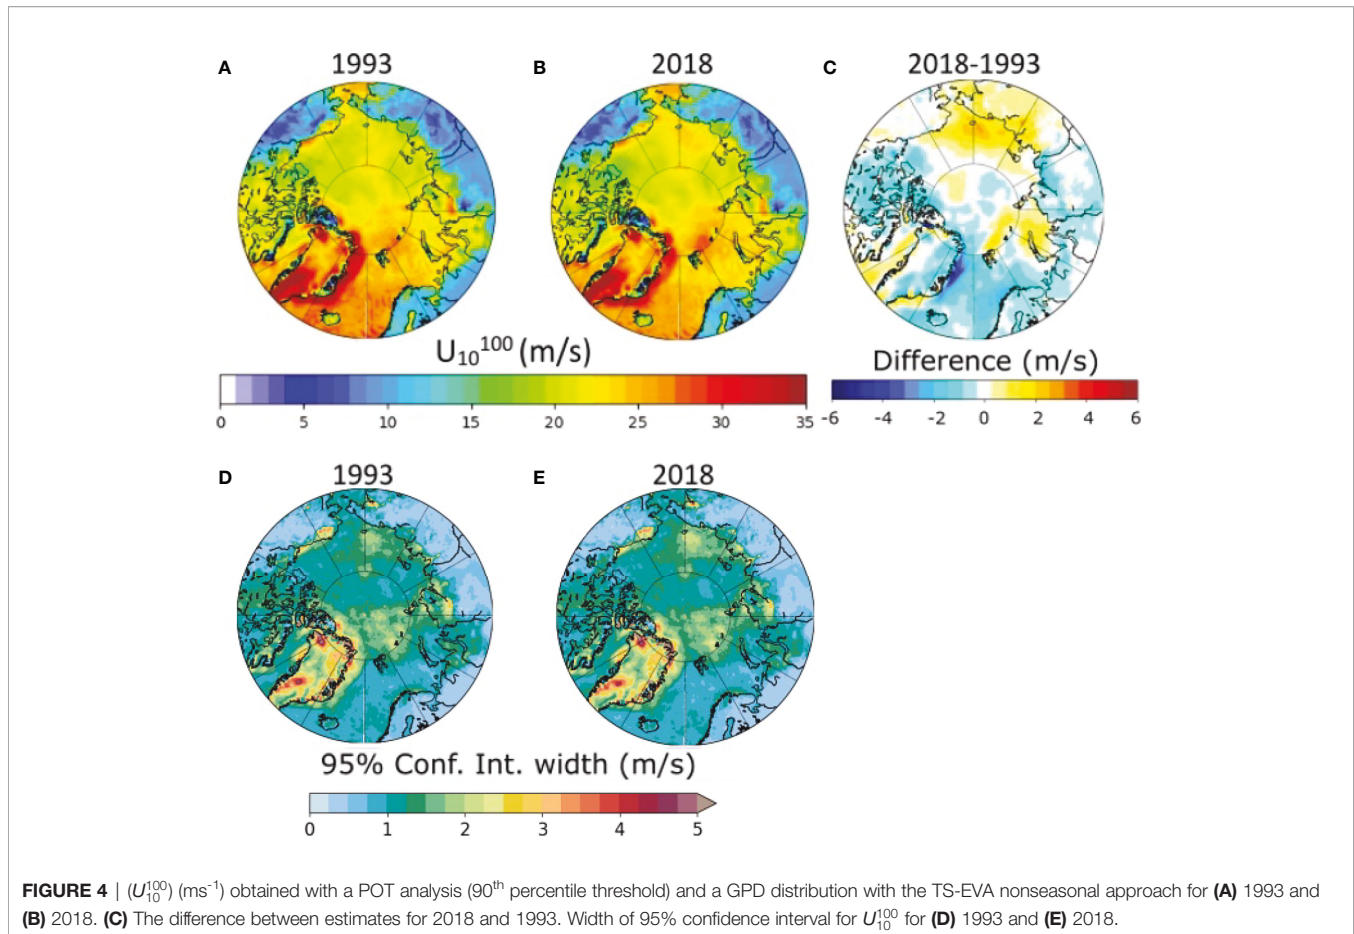 A 1993 B 2018 C 2018-1993
U₁₀¹⁰⁰ (m/s)
0 5 10 15 20 25 30 35
Difference (m/s)
-6 -4 -2 0 2 4 6
D 1993 E 2018
95% Conf. Int. width (m/s)
0 1 2 3 4 5
FIGURE 4 | (U₁₀¹⁰⁰) (ms⁻¹) obtained with a POT analysis (90ᵗʰ percentile threshold) and a GPD distribution with the TS-EVA nonseasonal approach for (A) 1993 and
(B) 2018. (C) The difference between estimates for 2018 and 1993. Width of 95% confidence interval for U₁₀¹⁰⁰ for (D) 1993 and (E) 2018.